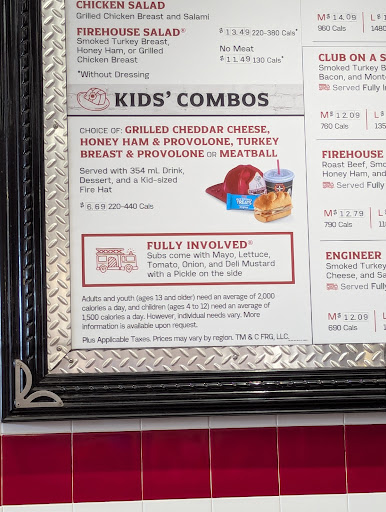 CHICKEN SALAD
Grilled Chicken Breast and Salami
FIREHOUSE SALAD®
Smoked Turkey Breast,
Honey Ham, or Grilled
Chicken Breast
*Without Dressing
$ 13.49 220-380 Cals*
No Meat
$ 11.49 130 Cals*
KIDS' COMBOS
CHOICE OF: GRILLED CHEDDAR CHEESE,
HONEY HAM & PROVOLONE, TURKEY
BREAST & PROVOLONE OR MEATBALL
Served with 354 mL Drink,
Dessert, and a Kid-sized
Fire Hat
$ 6.69 220-440 Cals
FULLY INVOLVED®
Subs come with Mayo, Lettuce,
Tomato, Onion, and Deli Mustard
with a Pickle on the side
Adults and youth (ages 13 and older) need an average of 2,000
calories a day, and children (ages 4 to 12) need an average of
1,500 calories a day. However, individual needs vary. More
information is available upon request.
Plus Applicable Taxes. Prices may vary by region. TM & C FRG, LLC.
M $ 14.09 L
960 Cals 1480
CLUB ON A S
Smoked Turkey B
Bacon, and Mont
Served Fully I
M $ 12.09 L
760 Cals 135
FIREHOUSE
Roast Beef, Smo
Honey Ham, and
Served Fully
M $ 12.79 L
790 Cals 11
ENGINEER
Smoked Turkey
Cheese, and Sa
Served Fully
M $ 12.09
690 Cals